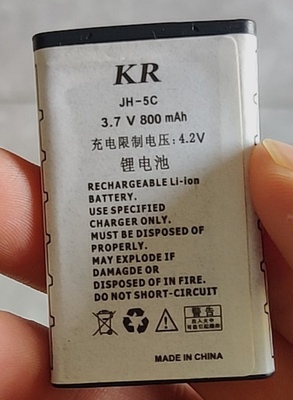 KR
JH-5C
3.7 V 800 mAh
充电限制电压: 4.2V
锂电池
RECHARGEABLE Li-ion
BATTERY.
USE SPECIFIED
CHARGER ONLY.
MUST BE DISPOSED OF
PROPERLY.
MAY EXPLODE IF
DAMAGED OR
DISPOSED OF IN FIRE.
DO NOT SHORT-CIRCUIT
警告
MADE IN CHINA